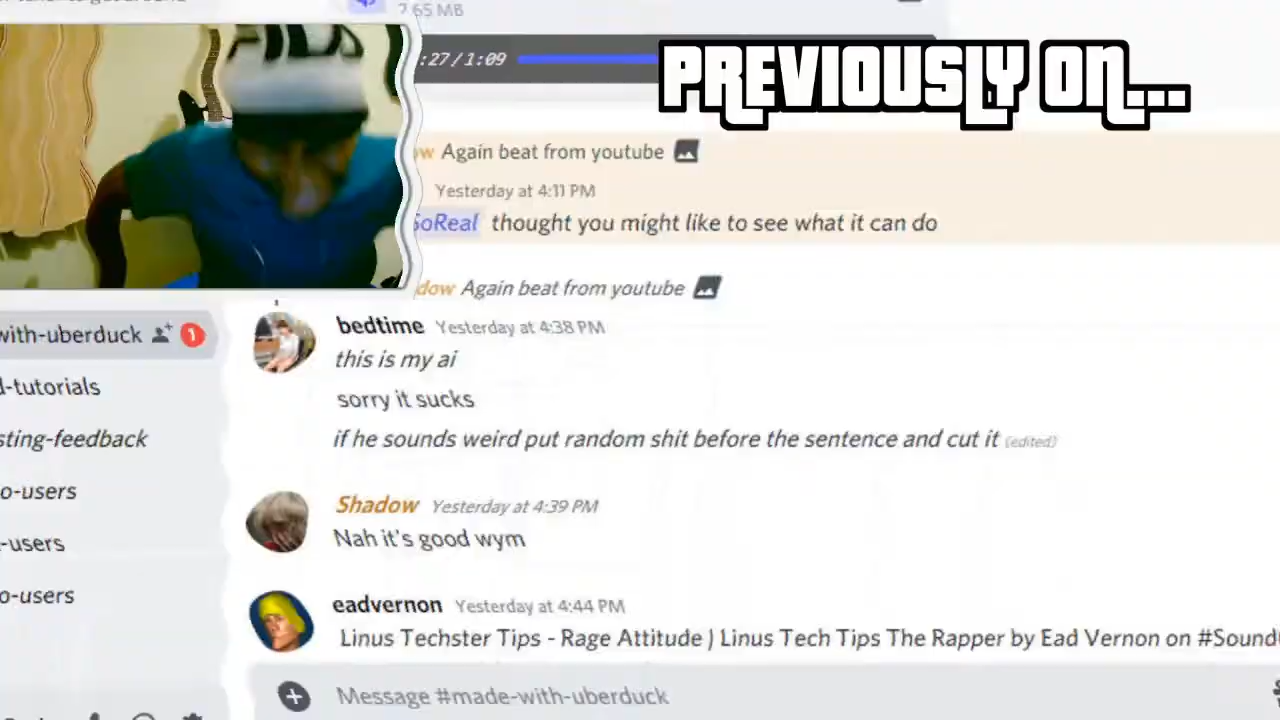 7.65 MB
:27/1:09
PREVIOUSLY ON...
ow Again beat from youtube
Yesterday at 4:11 PM
SoReal thought you might like to see what it can do
dow Again beat from youtube
with-uberduck 1
bedtime Yesterday at 4:38 PM
this is my ai
d-tutorials
sorry it sucks
sting-feedback
if he sounds weird put random shit before the sentence and cut it (edited)
o-users
Shadow Yesterday at 4:39 PM
-users
Nah it's good wym
o-users
eadvernon Yesterday at 4:44 PM
Linus Techster Tips - Rage Attitude ) Linus Tech Tips The Rapper by Ead Vernon on #Sound
Message #made-with-uberduck